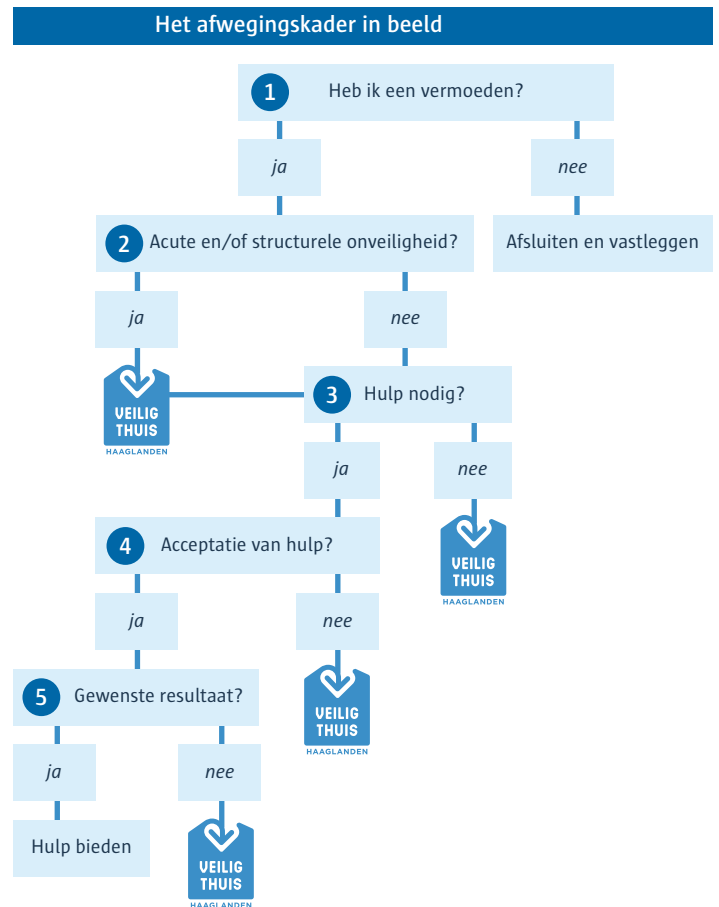 Het afwegingskader in beeld
1 Heb ik een vermoeden?
ja
nee
2 Acute en/of structurele onveiligheid?
Afsluiten en vastleggen
ja
nee
VEILIG
THUIS
HAAGLANDEN
3 Hulp nodig?
ja
nee
VEILIG
THUIS
HAAGLANDEN
4 Acceptatie van hulp?
ja
nee
VEILIG
THUIS
HAAGLANDEN
5 Gewenste resultaat?
ja
nee
Hulp bieden
VEILIG
THUIS
HAAGLANDEN